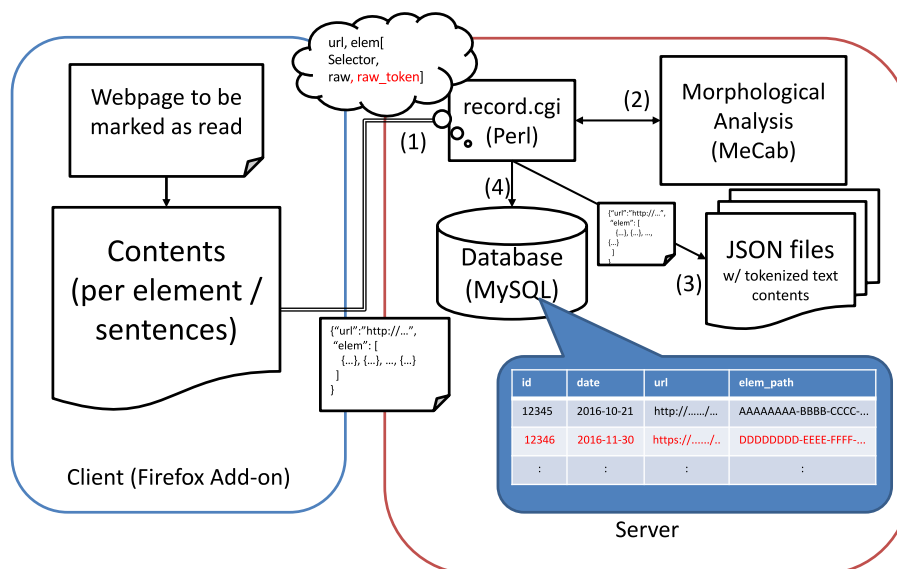 url, elem[
Selector,
raw, raw_token]
Webpage to be
marked as read
record.cgi
(Perl)
(1)
(2)
Morphological
Analysis
(MeCab)
(4)
{"url":"http://...",
"elem": [
{...}, {...}, ...,
{...}
]
}
JSON files
w/ tokenized text
contents
(3)
Contents
(per element /
sentences)
Database
(MySQL)
{"url":"http://...",
"elem": [
{...}, {...}, ..., {...}
]
}
id date url elem_path
12345 2016-10-21 http://....../... AAAAAAAA-BBBB-CCCC-...
12346 2016-11-30 https://....../.. DDDDDDDD-EEEE-FFFF-...
: : : :
Client (Firefox Add-on)
Server